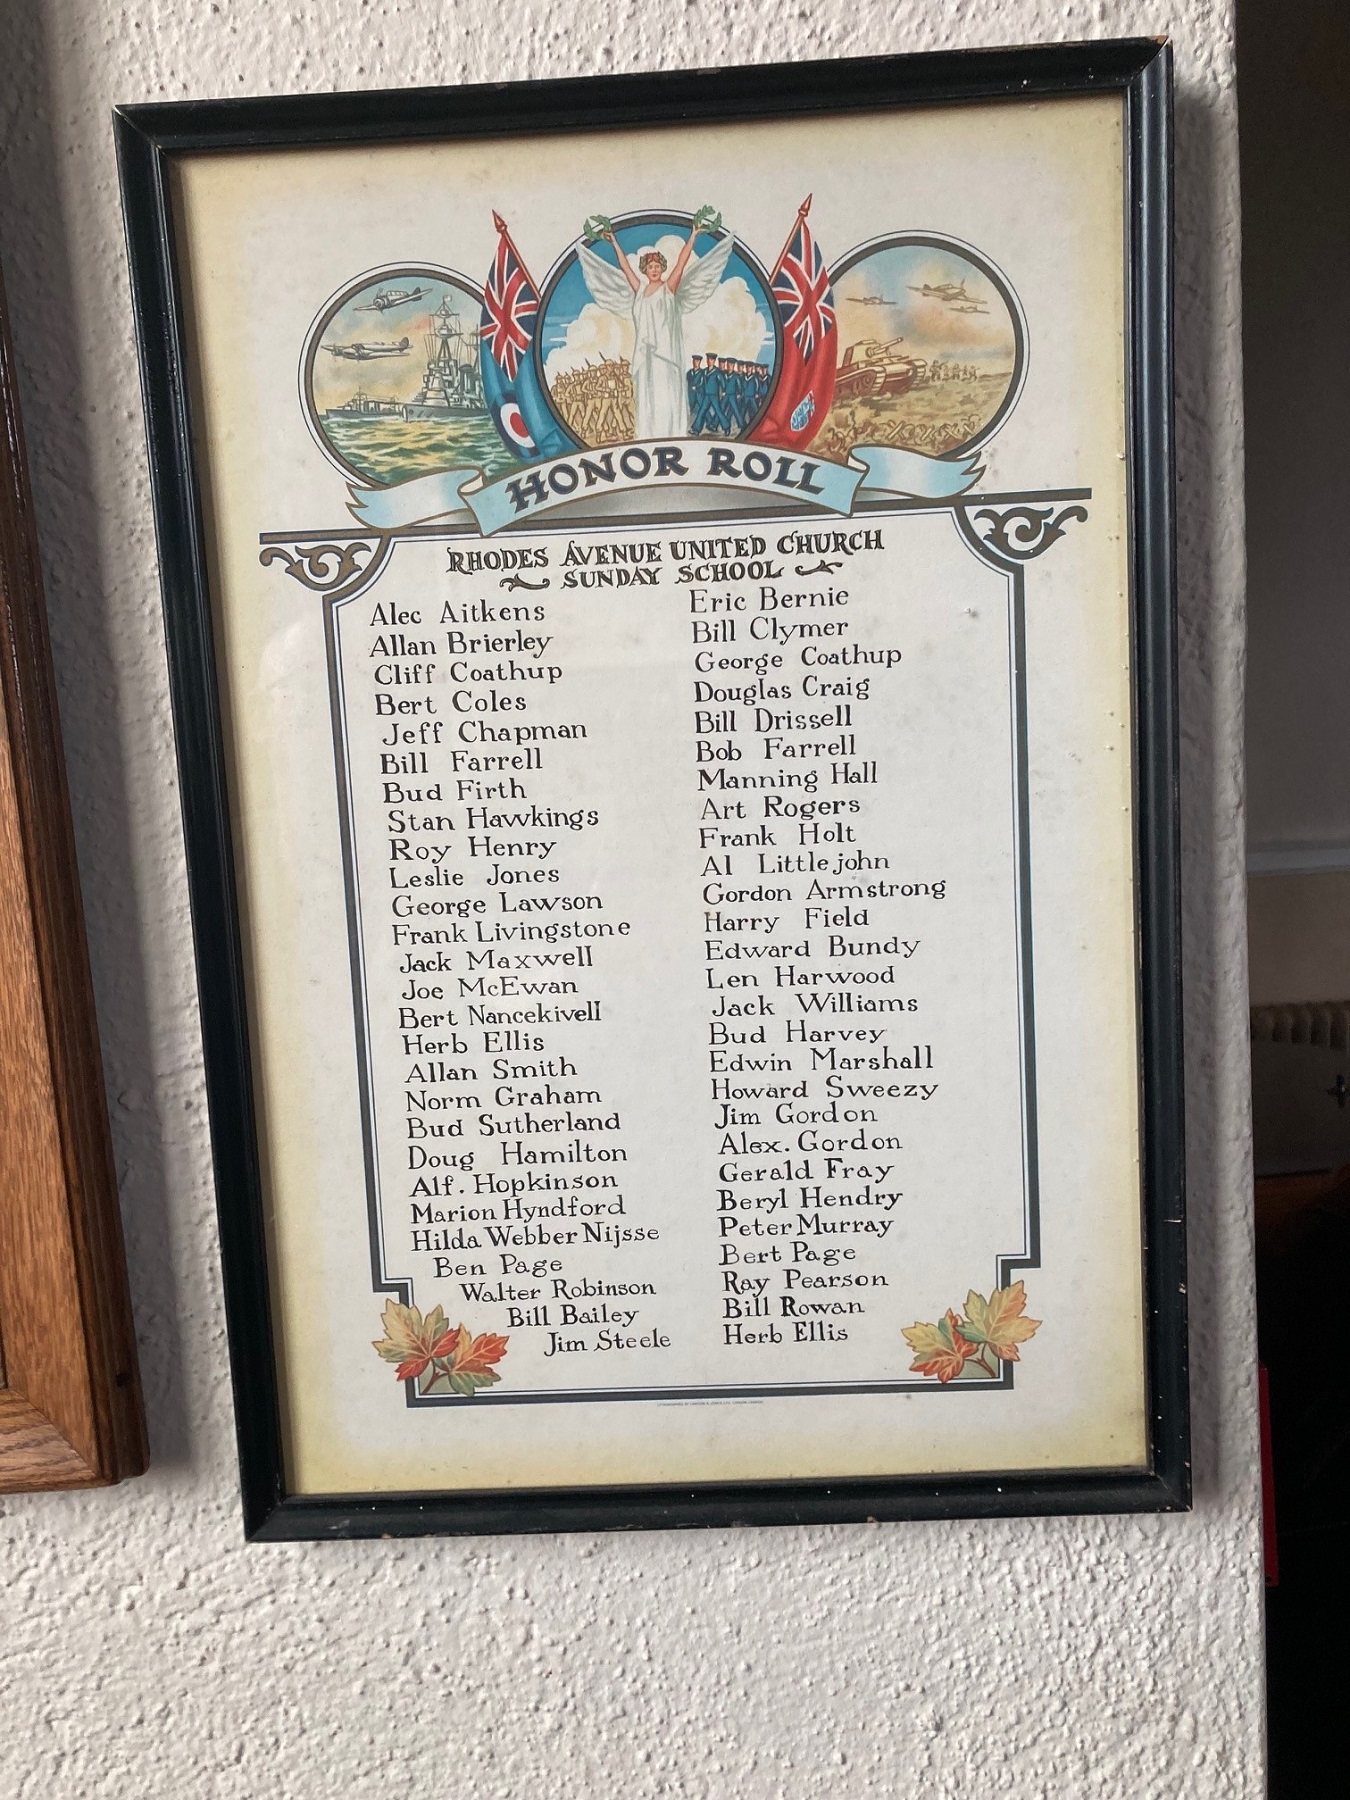 HONOR ROLL
RHODES AVENUE UNITED CHURCH
SUNDAY SCHOOL
Alec Aitkens
Allan Brierley
Cliff Coathup
Bert Coles
Jeff Chapman
Bill Farrell
Bud Firth
Stan Hawkings
Roy Henry
Leslie Jones
George Lawson
Frank Livingstone
Jack Maxwell
Joe McEwan
Bert Nancekivell
Herb Ellis
Allan Smith
Norm Graham
Bud Sutherland
Doug Hamilton
Alf. Hopkinson
Marion Hyndford
Hilda Webber Nijsse
Ben Page
Walter Robinson
Bill Bailey
Jim Steele
Eric Bernie
Bill Clymer
George Coathup
Douglas Craig
Bill Drissell
Bob Farrell
Manning Hall
Art Rogers
Frank Holt
Al Littlejohn
Gordon Armstrong
Harry Field
Edward Bundy
Len Harwood
Jack Williams
Bud Harvey
Edwin Marshall
Howard Sweezy
Jim Gordon
Alex. Gordon
Gerald Fray
Beryl Hendry
Peter Murray
Bert Page
Ray Pearson
Bill Rowan
Herb Ellis